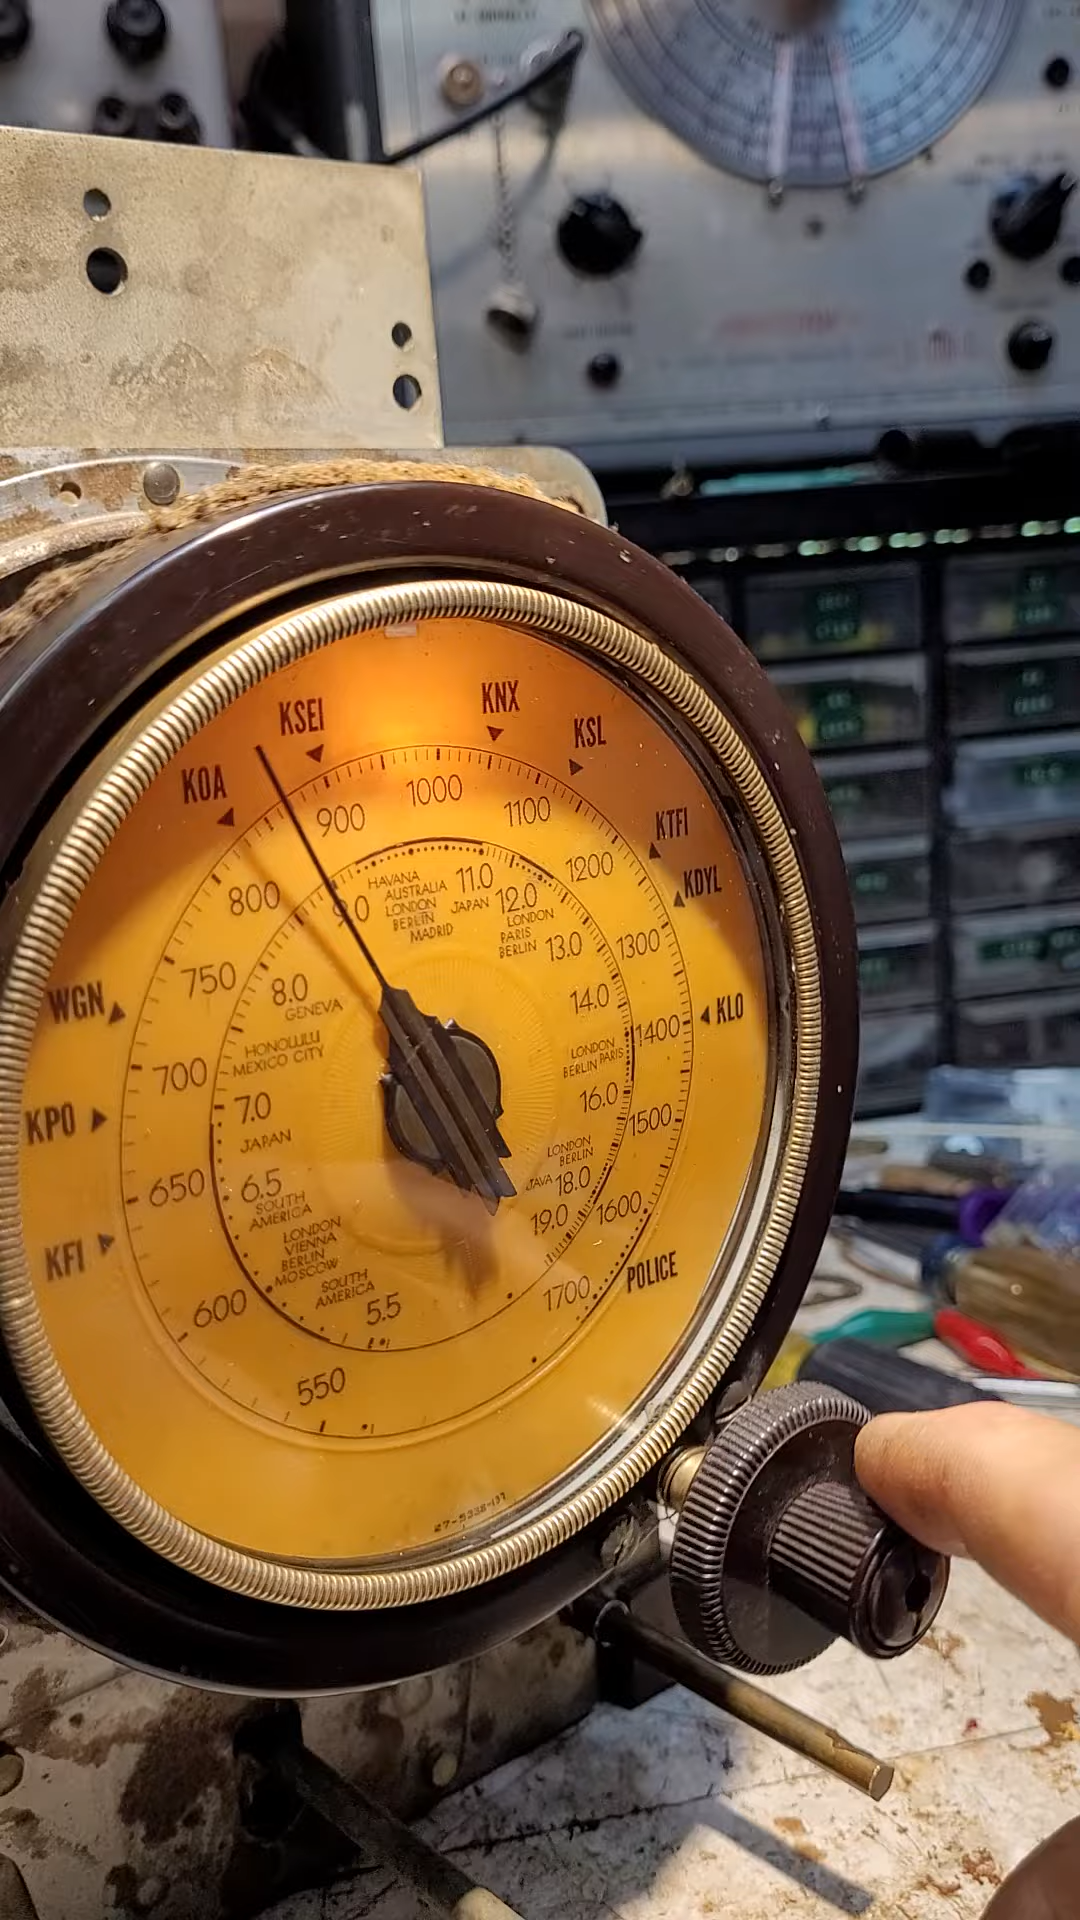 KSEI
KNX
KSL
KOA
KTFI
KDYL
WGN
KLO
KPO
KFI
POLICE
550
600
650
700
750
800
900
1000
1100
1200
1300
1400
1500
1600
1700
5.5
6.5
7.0
8.0
9.0
11.0
12.0
13.0
14.0
16.0
18.0
19.0
HAVANA
AUSTRALIA
LONDON
BERLIN
MADRID
JAPAN
LONDON
PARIS
BERLIN
GENEVA
HONOLULU
MEXICO CITY
JAPAN
SOUTH
AMERICA
LONDON
VIENNA
BERLIN
MOSCOW
SOUTH
AMERICA
LONDON
BERLIN PARIS
LONDON
BERLIN
JAVA